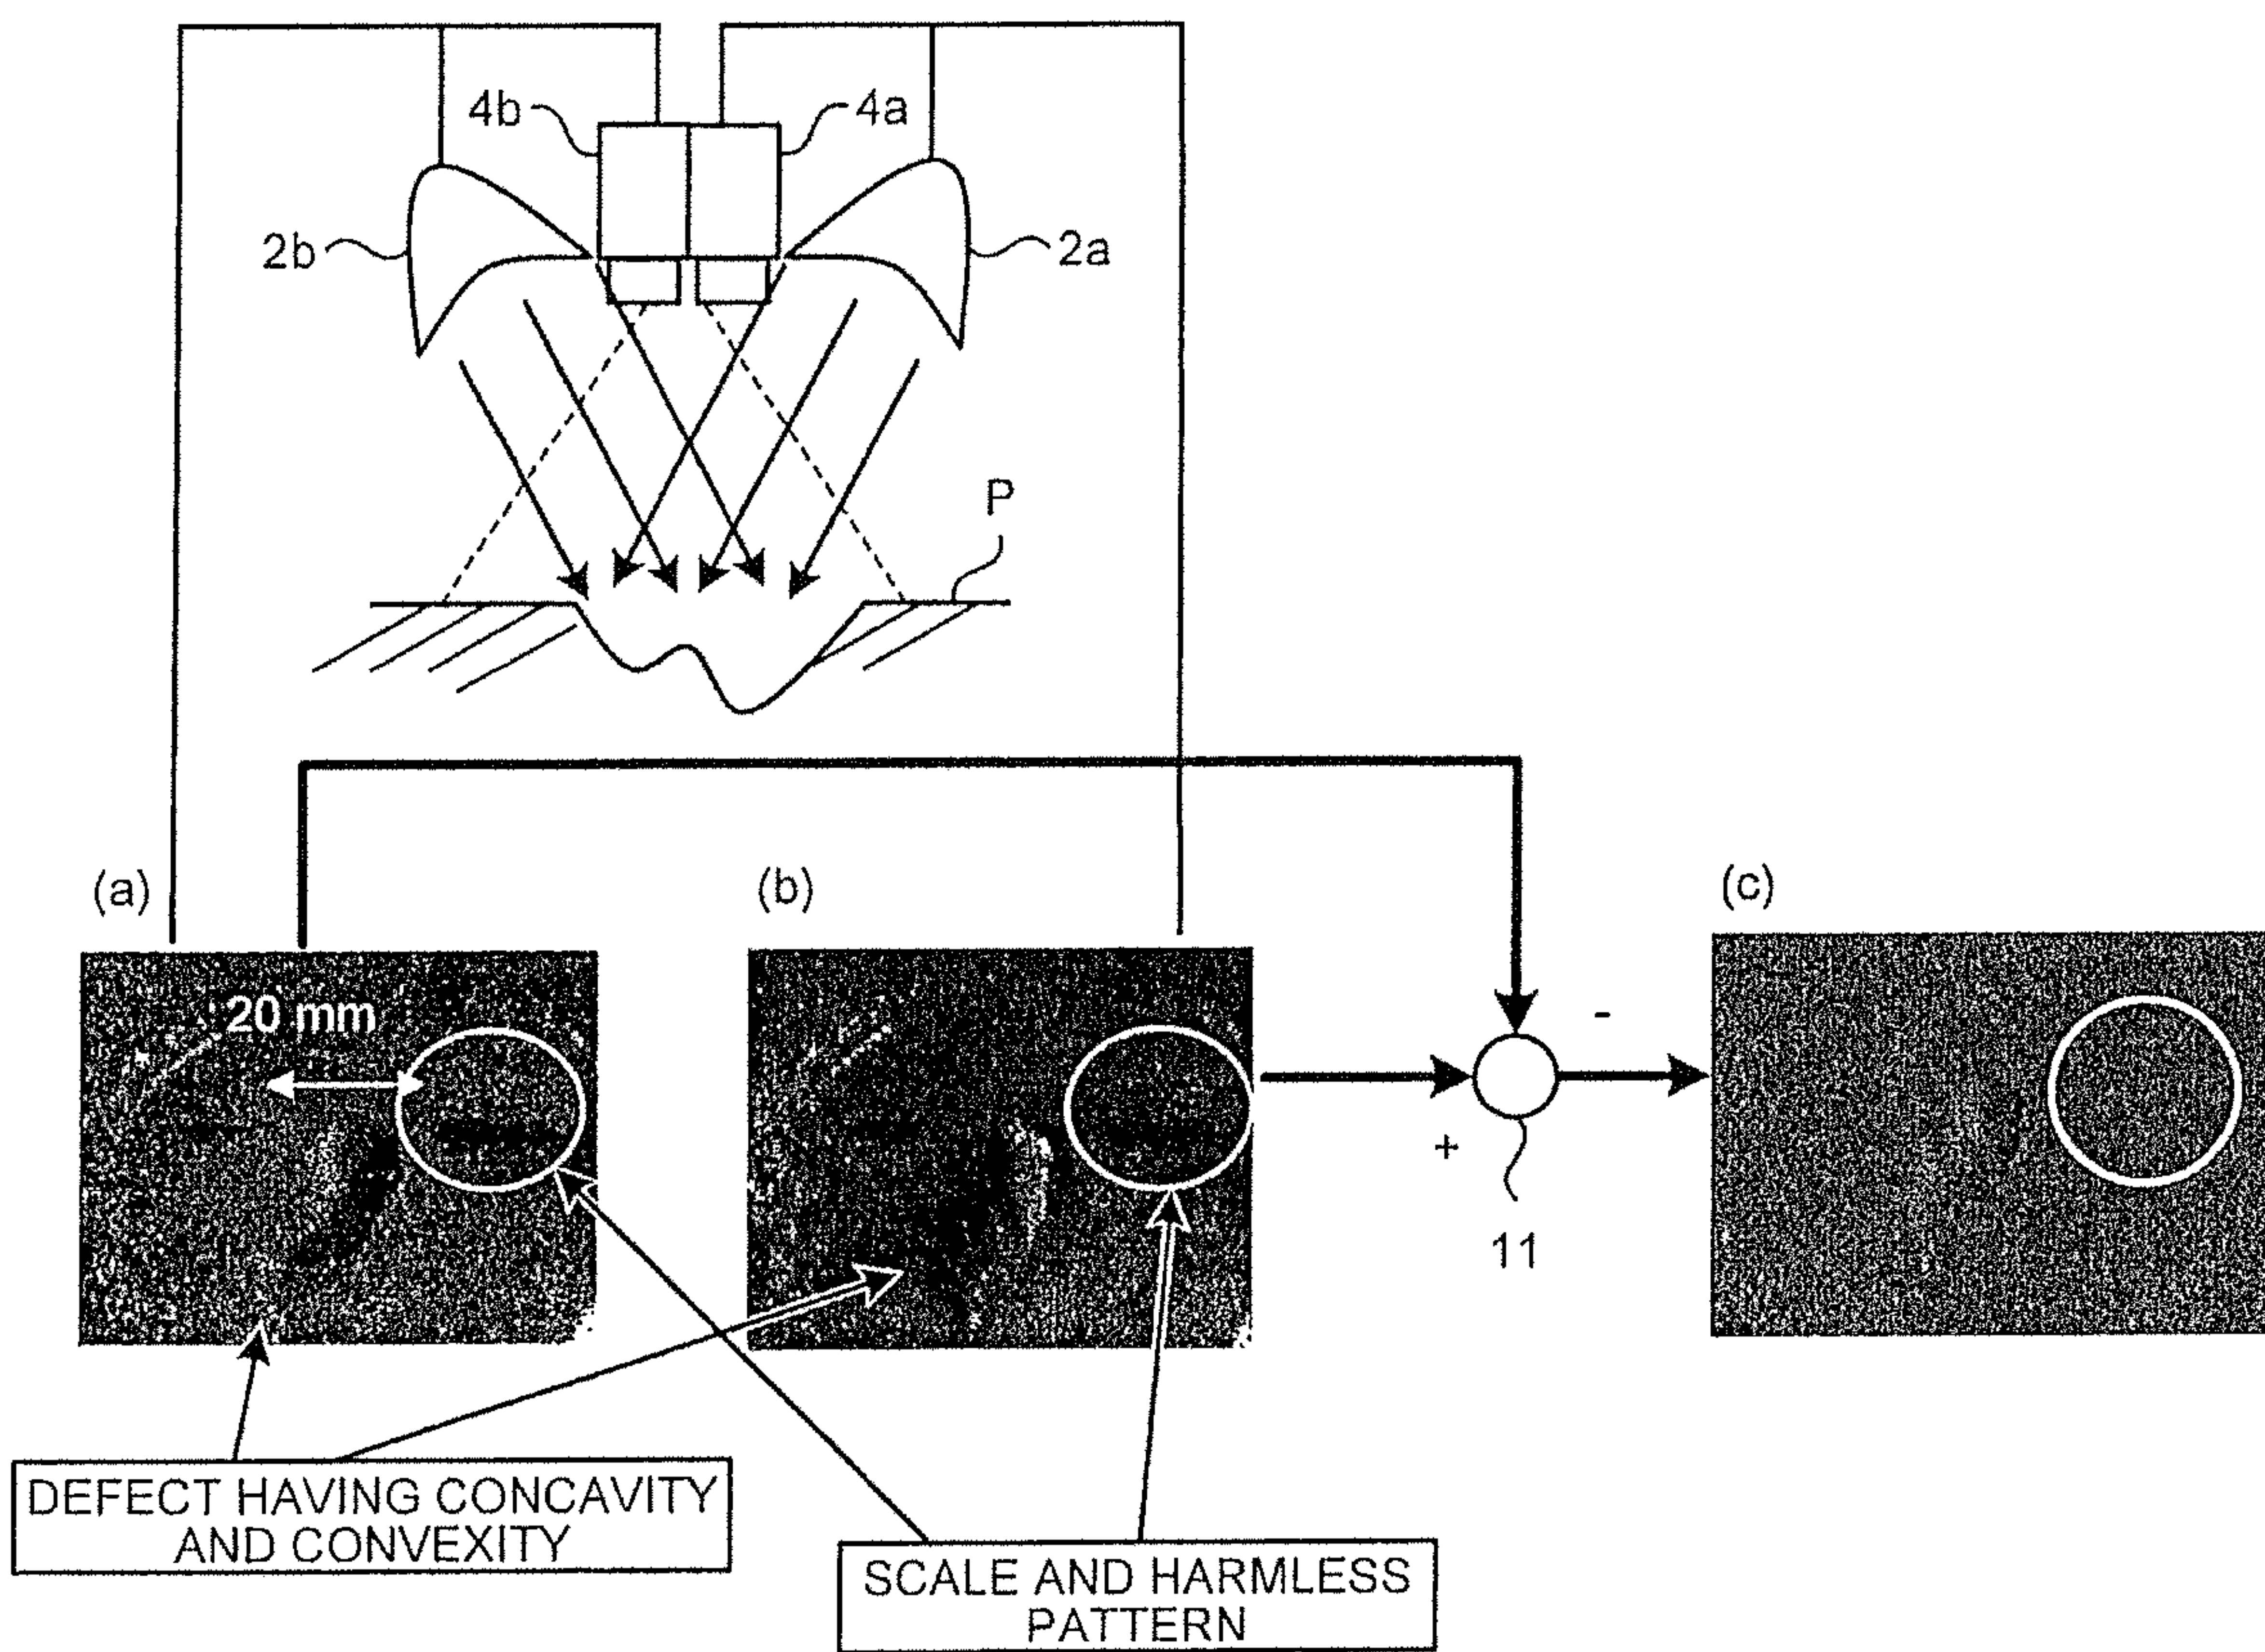 4b
4a
2b
2a
P
(a)
(b)
(c)
20 mm
-
+
11
DEFECT HAVING CONCAVITY
AND CONVEXITY
SCALE AND HARMLESS
PATTERN